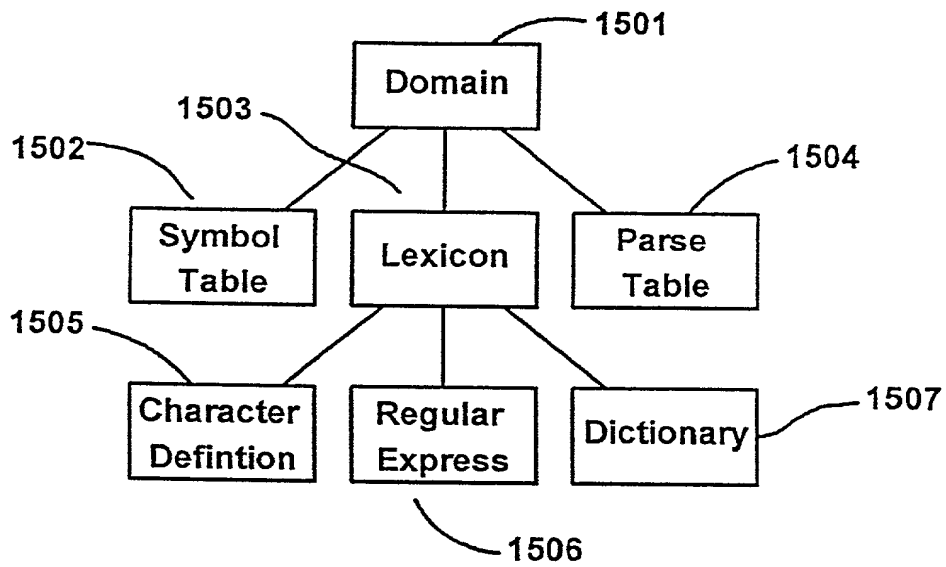 1501
Domain
1503
1502
1504
Symbol
Table
Lexicon
Parse
Table
1505
Character
Defintion
Regular
Express
Dictionary
1507
1506